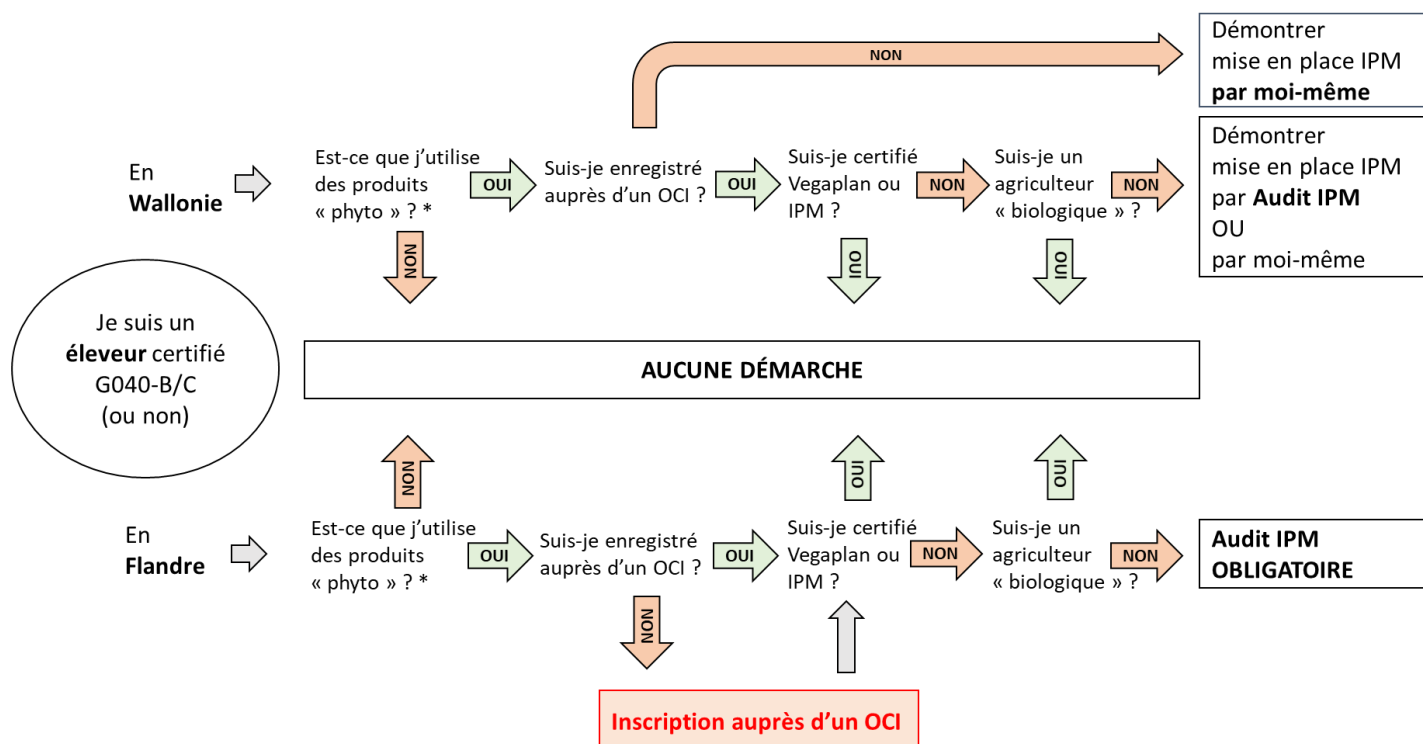 Démontrer
mise en place IPM
par moi-même
NON
En
Wallonie
Est-ce que j'utilise
des produits
« phyto » ? *
OUI
Suis-je enregistré
auprès d'un OCI ?
OUI
Suis-je certifié
Vegaplan ou
IPM ?
NON
Suis-je un
agriculteur
« biologique » ?
NON
Démontrer
mise en place IPM
par Audit IPM
OU
par moi-même
NON
OUI
OUI
Je suis un
éleveur certifié
G040-B/C
(ou non)
AUCUNE DÉMARCHE
NON
OUI
OUI
En
Flandre
Est-ce que j'utilise
des produits
« phyto » ? *
OUI
Suis-je enregistré
auprès d'un OCI ?
OUI
Suis-je certifié
Vegaplan ou
IPM ?
NON
Suis-je un
agriculteur
« biologique » ?
NON
Audit IPM
OBLIGATOIRE
NON
Inscription auprès d'un OCI